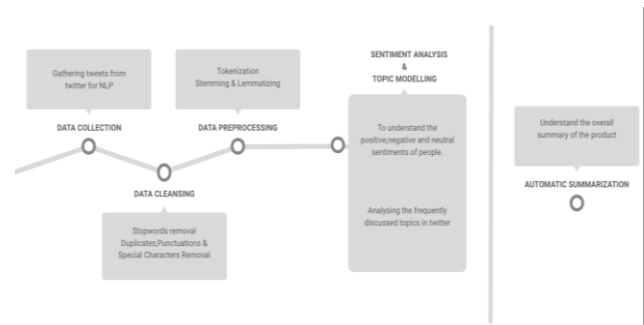 Gathering tweets from
twitter for NLP
DATA COLLECTION
DATA CLEANSING
Stopwords removal
Duplicates,Punctuations &
Special Characters Removal
Tokenization
Stemming & Lemmatizing
DATA PREPROCESSING
SENTIMENT ANALYSIS
&
TOPIC MODELLING
To understand the
positive,negative and neutral
sentiments of people.
Analysing the frequently
discussed topics in twitter
Understand the overall
summary of the product
AUTOMATIC SUMMARIZATION